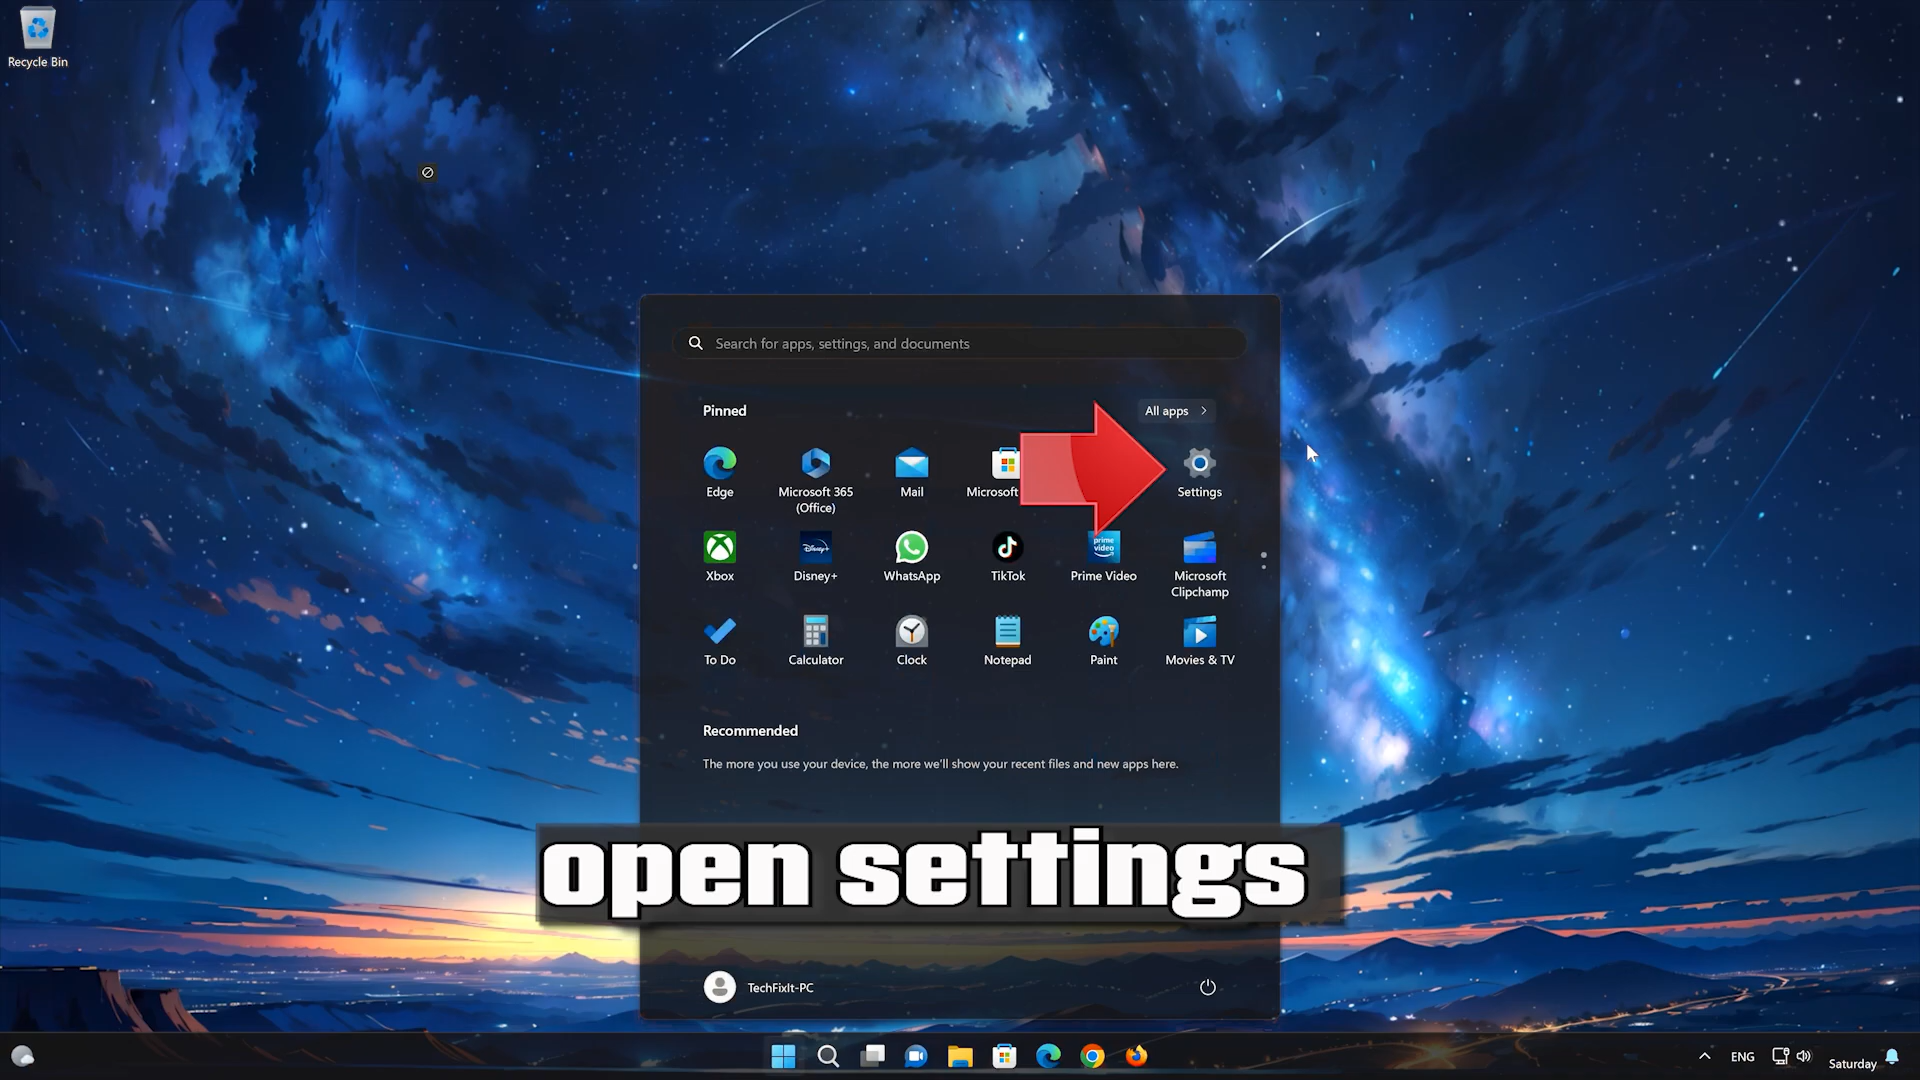 Recycle Bin
Search for apps, settings, and documents
Pinned
All apps
Edge
Microsoft 365
(Office)
Mail
Microsoft
Settings
Xbox
Disney+
WhatsApp
TikTok
prime
video
Prime Video
Microsoft
Clipchamp
To Do
Calculator
Clock
Notepad
Paint
Movies & TV
Recommended
The more you use your device, the more we'll show your recent files and new apps here.
open settings
TechFixIt-PC
ENG
Saturday